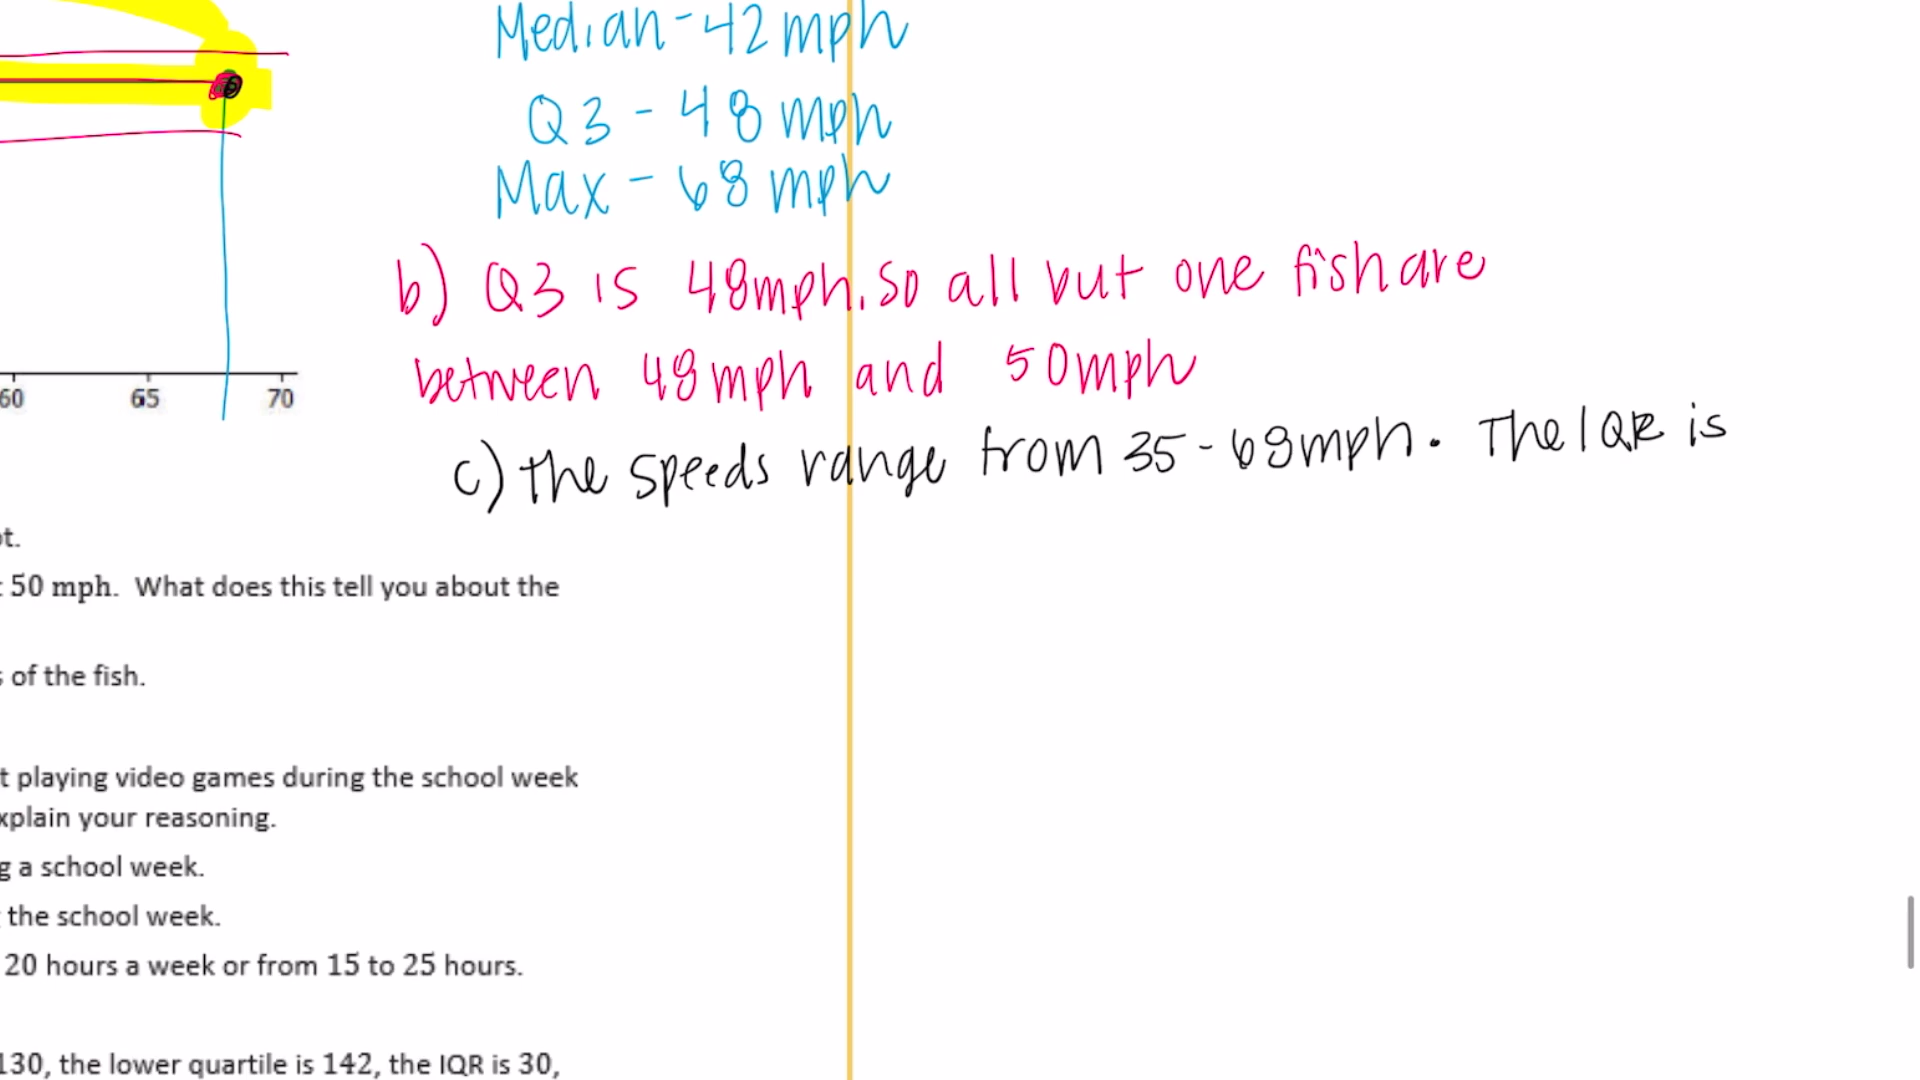 Median - 42 mph
Q3 - 48 mph
Max - 68 mph
b) Q3 is 48mph. so all but one fish are
between 48 mph and 50mph
c) the speeds range from 35-68mph. The IQR is
60 65 70
50 mph. What does this tell you about the
of the fish.
playing video games during the school week
explain your reasoning.
a school week.
the school week.
20 hours a week or from 15 to 25 hours.
130, the lower quartile is 142, the IQR is 30,